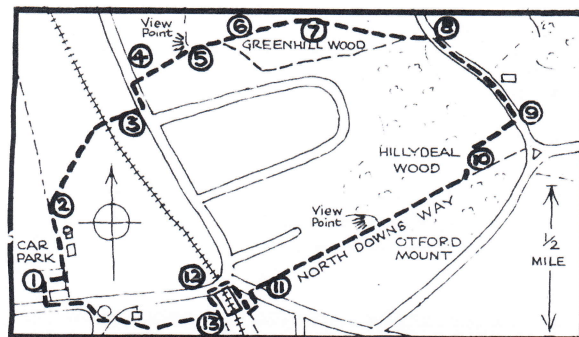 View
Point
4
5
6
7
8
GREENHILL WOOD
3
9
HILLYDEAL
WOOD
10
2
View
Point
NORTH DOWNS WAY
OTFORD
MOUNT
1/2
MILE
CAR
PARK
1
12
11
13